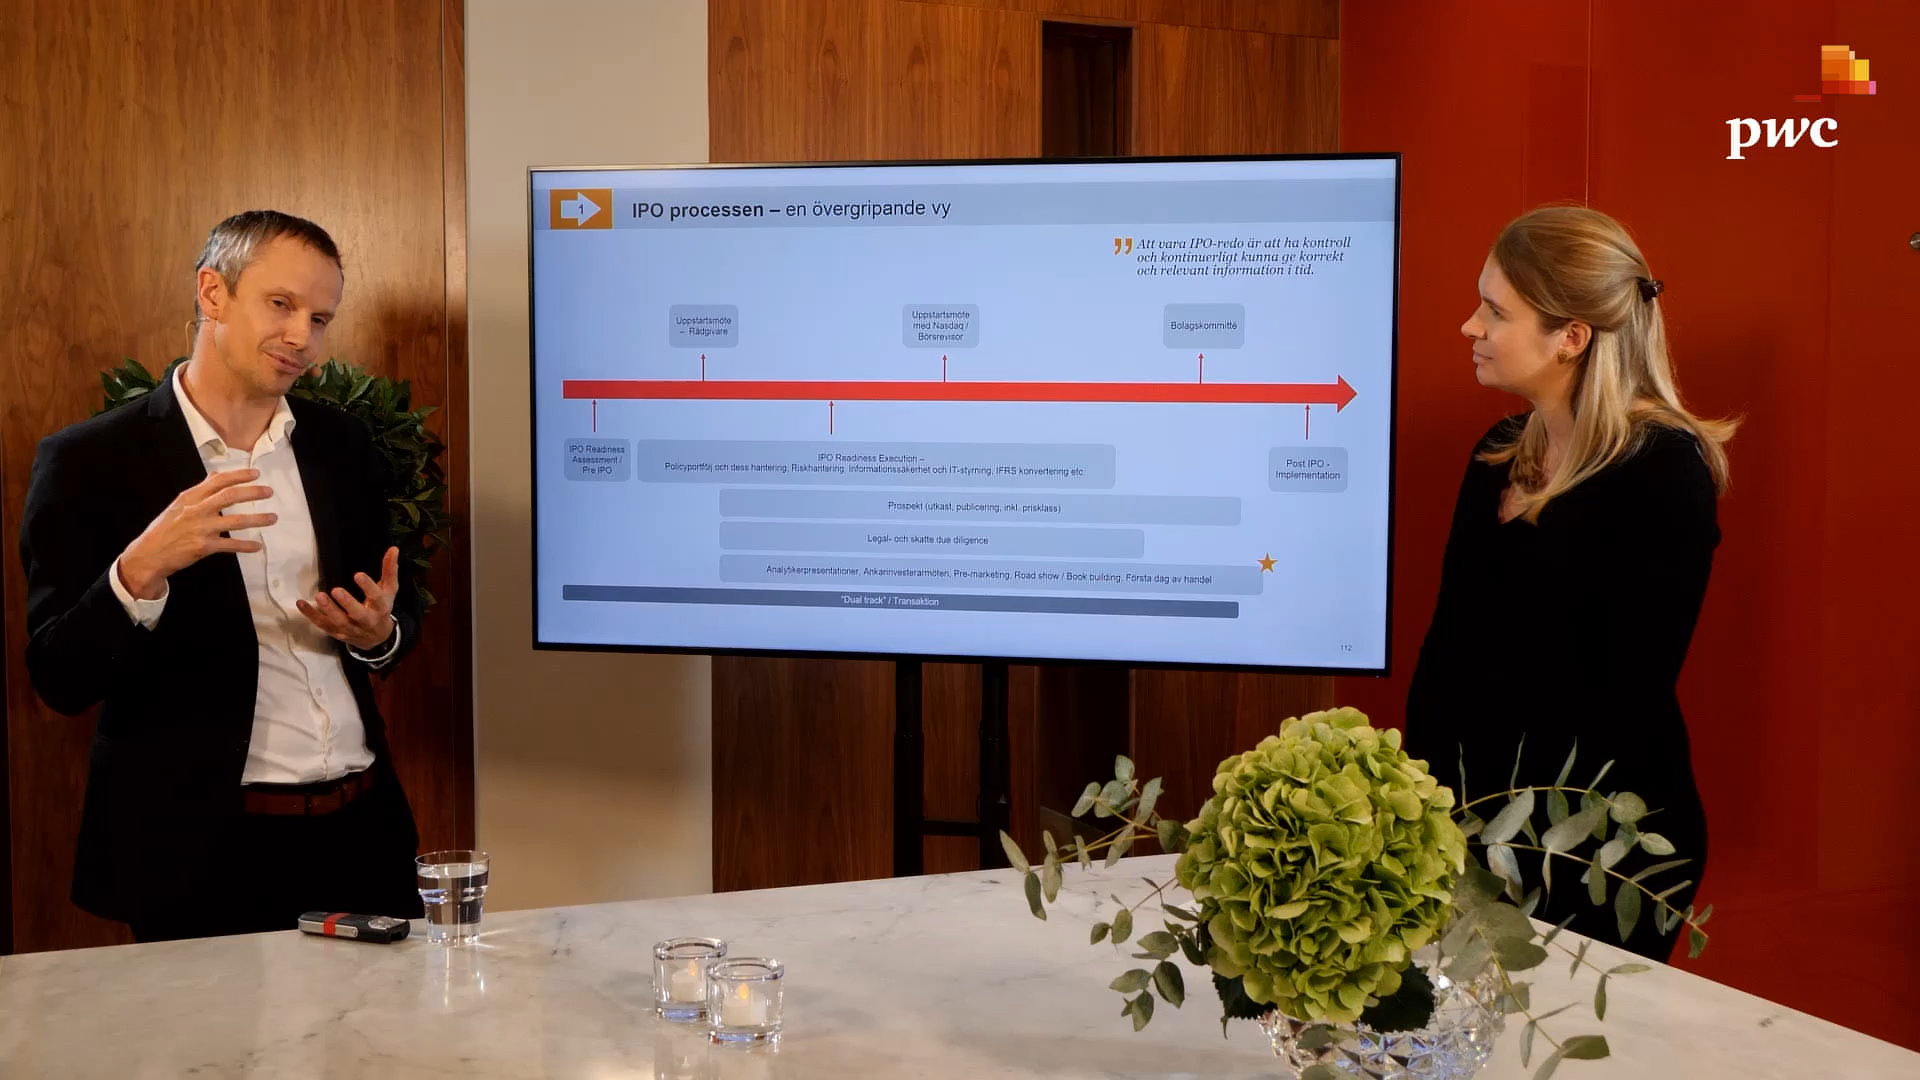 pwc
1
IPO processen – en övergripande vy
” Att vara IPO-redo är att ha kontroll
och kontinuerligt kunna ge korrekt
och relevant information i tid.
Uppstartsmöte
– Rådgivare
Uppstartsmöte
med Nasdaq /
Börsrevisor
Bolagskommitté
IPO Readiness
Assessment /
Pre IPO
IPO Readiness Execution –
Policyportfölj och dess hantering, Riskhantering, Informationssäkerhet och IT-styrning, IFRS konvertering etc.
Post IPO -
Implementation
Prospekt (utkast, publicering, inkl. prisklass)
Legal- och skatte due diligence
Analytikerpresentationer, Ankarinvesterarmöten, Pre-marketing, Road show / Book building, Första dag av handel
"Dual track" / Transaktion
112